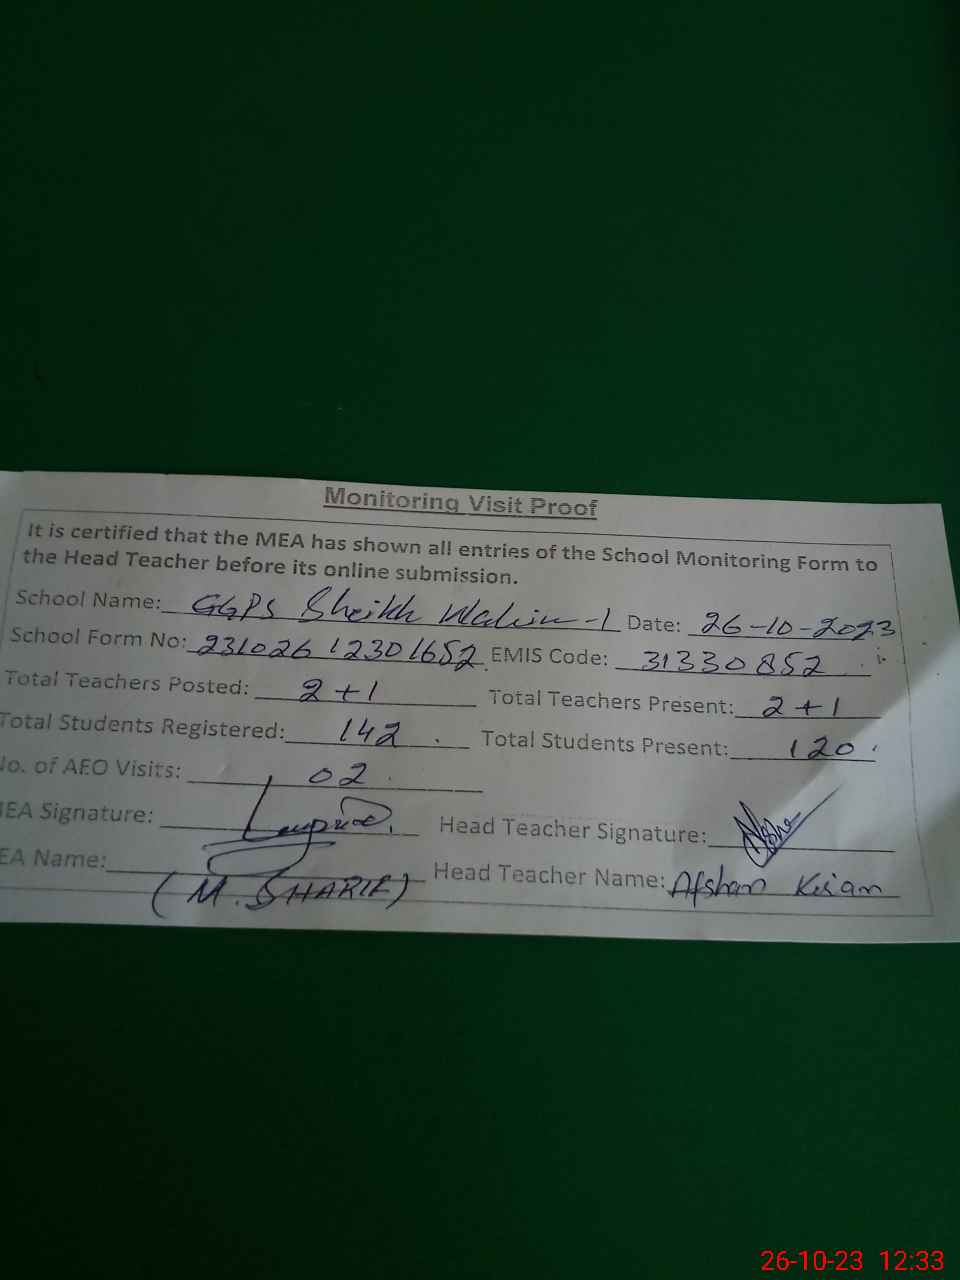 Monitoring Visit Proof
It is certified that the MEA has shown all entries of the School Monitoring Form to
the Head Teacher before its online submission.
School Name: GGPS Sheikh Wahin-1 Date: 26-10-2023
School Form No: 23102612301652 EMIS Code: 31330852
Total Teachers Posted: 2+1 Total Teachers Present: 2+1
Total Students Registered: 142 Total Students Present: 120
No. of AEO Visits: 02
MEA Signature: Head Teacher Signature:
EA Name: (M. SHARIF) Head Teacher Name: Afshan
26-10-23 12:33